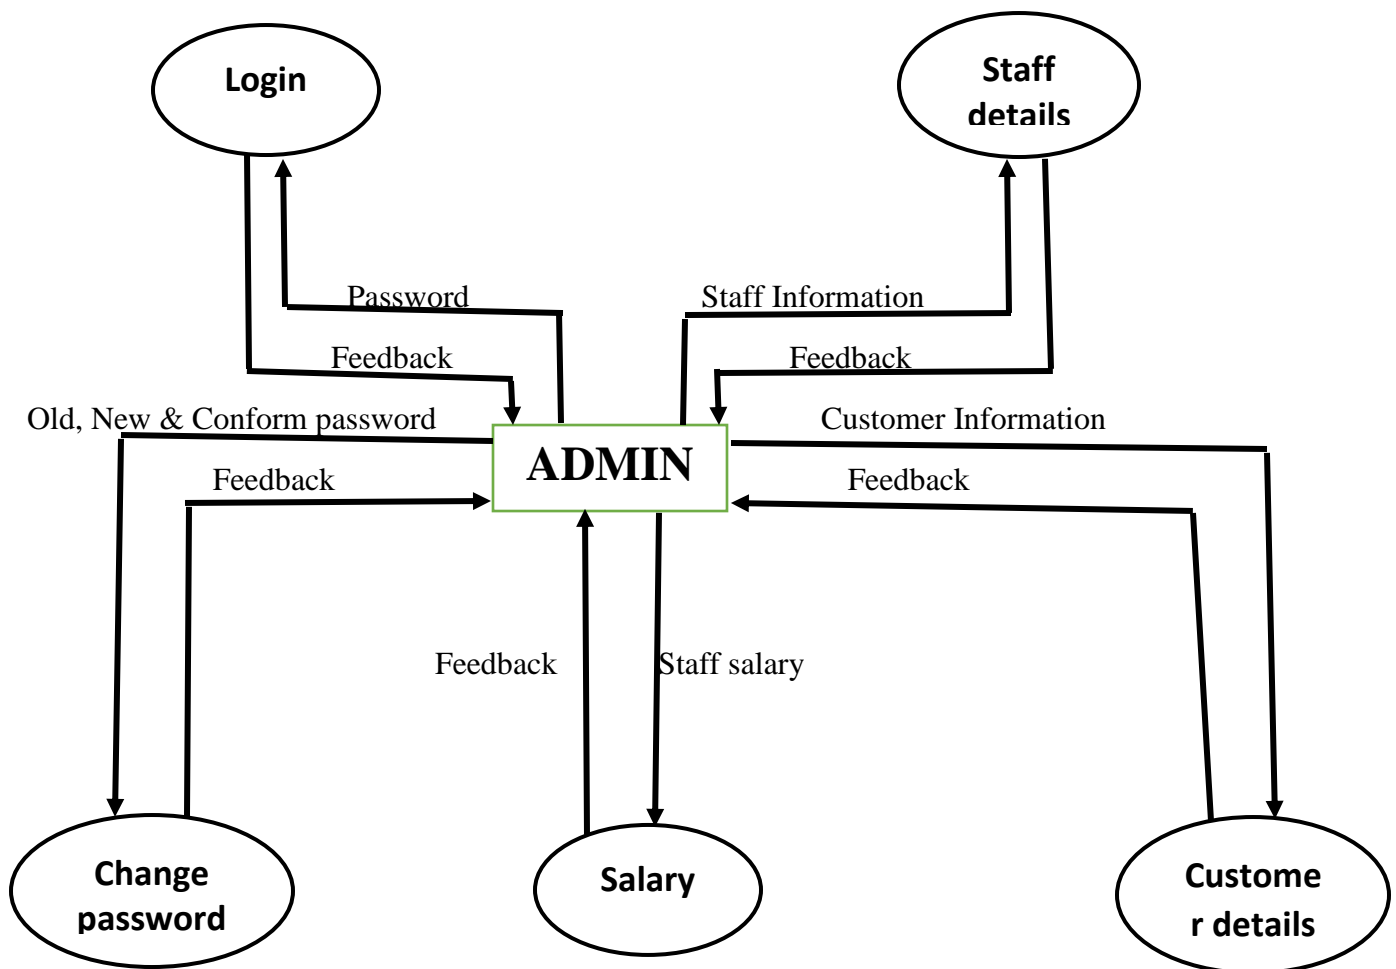 Login
Staff
details
Password
Staff Information
Feedback
Feedback
Old, New & Conform password
Customer Information
ADMIN
Feedback
Feedback
Feedback
Staff salary
Change
password
Salary
Custome
r details